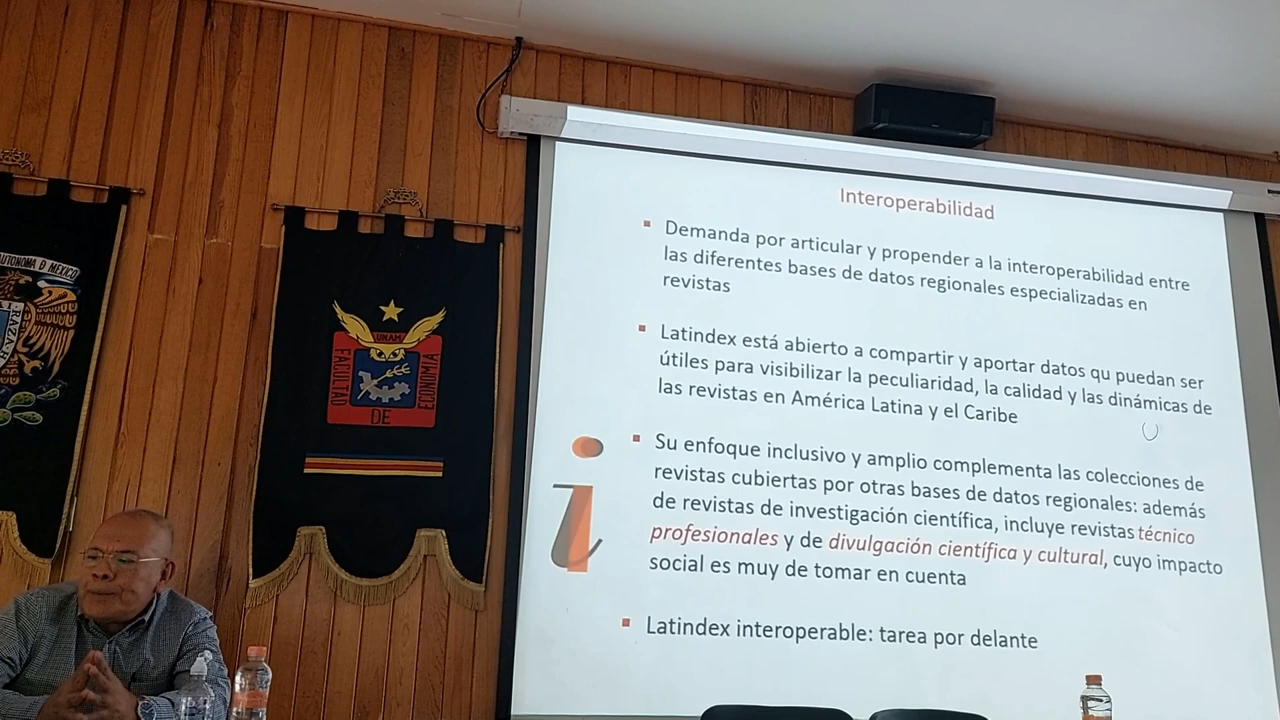 AUTONOMA D MEXICO
RAZA H
UNAM
FACULTAD
DE
ECONOMIA
Interoperabilidad
Demanda por articular y propender a la interoperabilidad entre
las diferentes bases de datos regionales especializadas en
revistas
Latindex está abierto a compartir y aportar datos qu puedan ser
útiles para visibilizar la peculiaridad, la calidad y las dinámicas de
las revistas en América Latina y el Caribe
Su enfoque inclusivo y amplio complementa las colecciones de
revistas cubiertas por otras bases de datos regionales: además
de revistas de investigación científica, incluye revistas técnico
profesionales y de divulgación científica y cultural, cuyo impacto
social es muy de tomar en cuenta
i
Latindex interoperable: tarea por delante